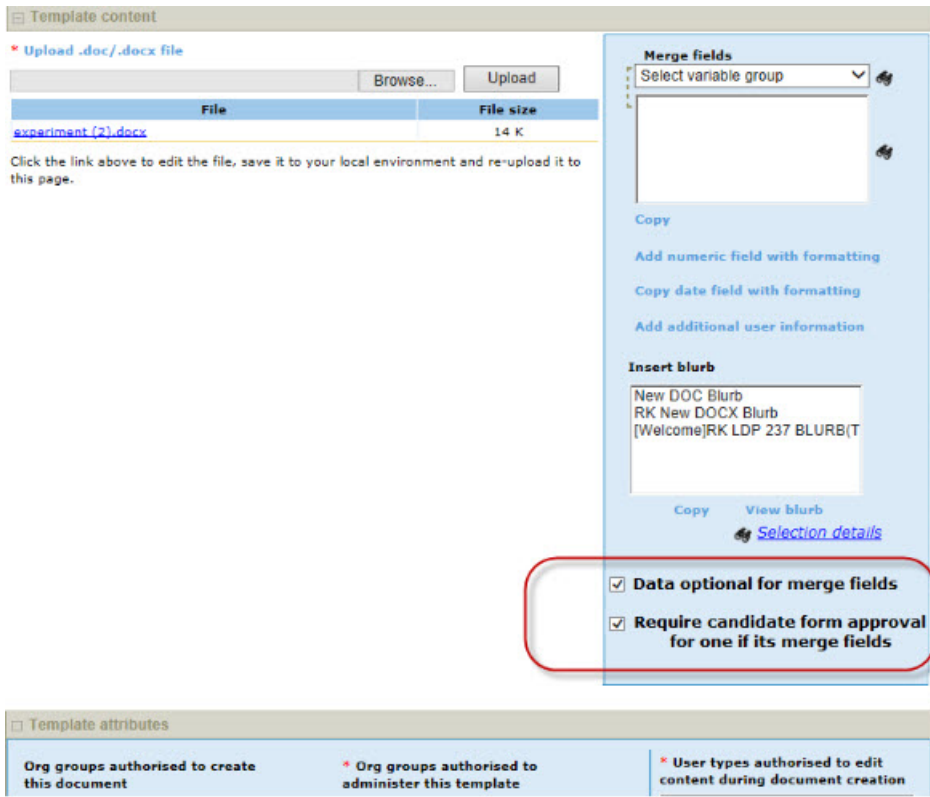 Template content
* Upload .doc/.docx file
Browse...
Upload
File
File size
experiment (2).docx
14 K
Click the link above to edit the file, save it to your local environment and re-upload it to
this page.
Merge fields
Select variable group
Copy
Add numeric field with formatting
Copy date field with formatting
Add additional user information
Insert blurb
New DOC Blurb
RK New DOCX Blurb
[Welcome]RK LDP 237 BLURB(T
Copy
View blurb
Selection details
Data optional for merge fields
Require candidate form approval
for one if its merge fields
Template attributes
Org groups authorised to create
this document
* Org groups authorised to
administer this template
* User types authorised to edit
content during document creation